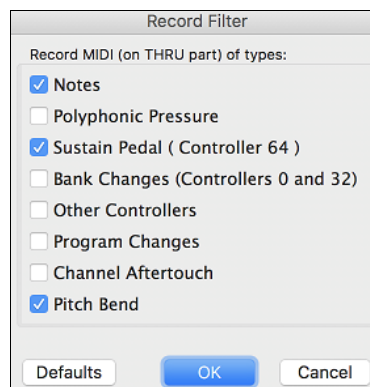 Record Filter
Record MIDI (on THRU part) of types:
Notes
Polyphonic Pressure
Sustain Pedal ( Controller 64 )
Bank Changes (Controllers 0 and 32)
Other Controllers
Program Changes
Channel Aftertouch
Pitch Bend
Defaults OK Cancel